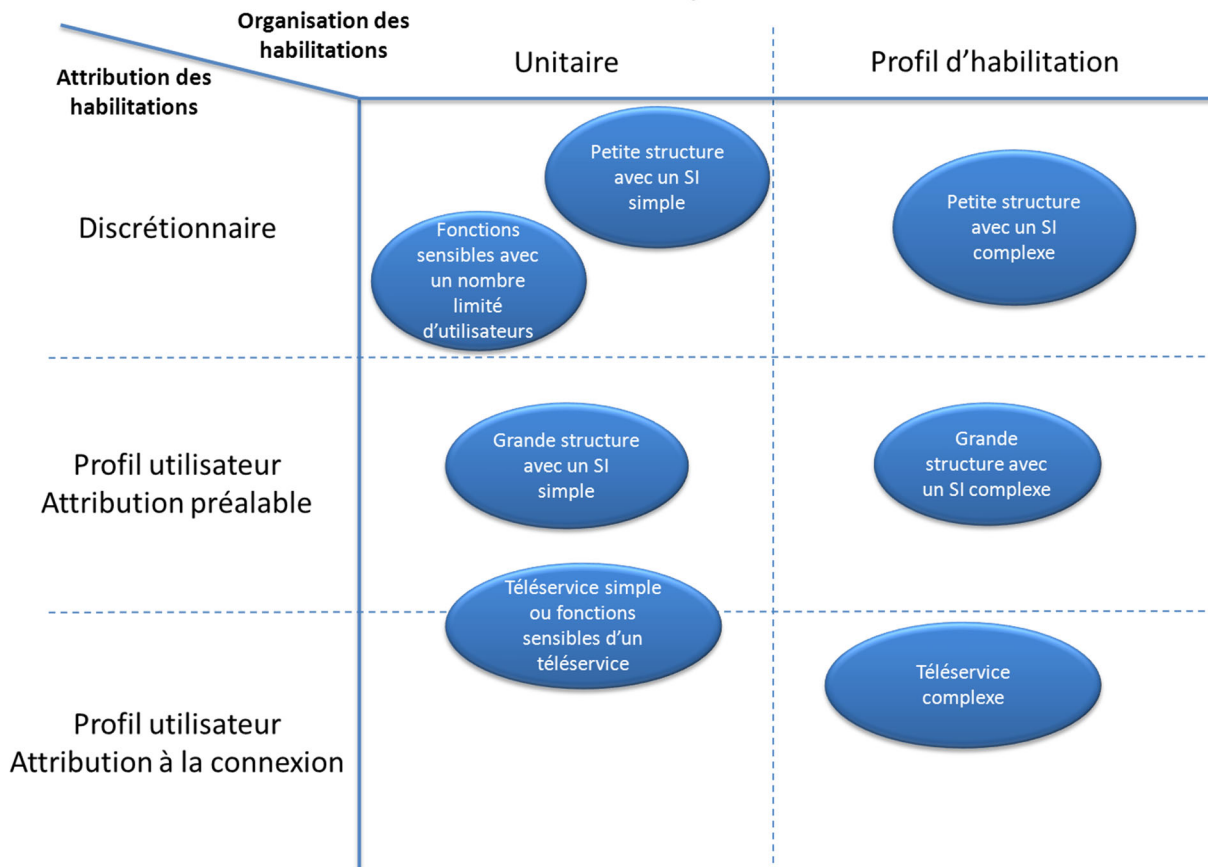 Organisation des
habilitations
Attribution des
habilitations
Unitaire
Profil d'habilitation
Discrétionnaire
Petite structure
avec un SI
simple
Fonctions
sensibles avec
un nombre
limité
d'utilisateurs
Petite structure
avec un SI
complexe
Profil utilisateur
Attribution préalable
Grande structure
avec un SI
simple
Grande
structure avec
un SI complexe
Téléservice simple
ou fonctions
sensibles d'un
téléservice
Profil utilisateur
Attribution à la connexion
Téléservice
complexe